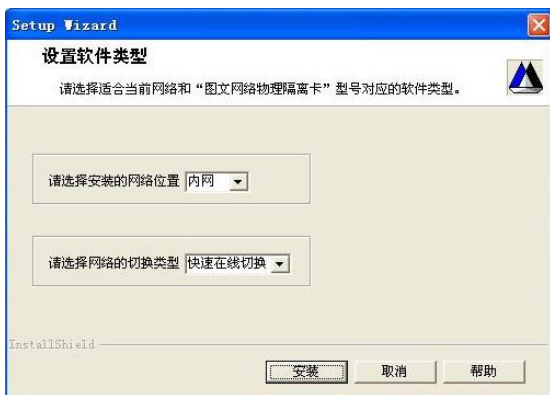 Setup Wizard
设置软件类型
请选择适合当前网络和“图文网络物理隔离卡”型号对应的软件类型。
请选择安装的网络位置 内网
请选择网络的切换类型 快速在线切换
InstallShield
安装 取消 帮助